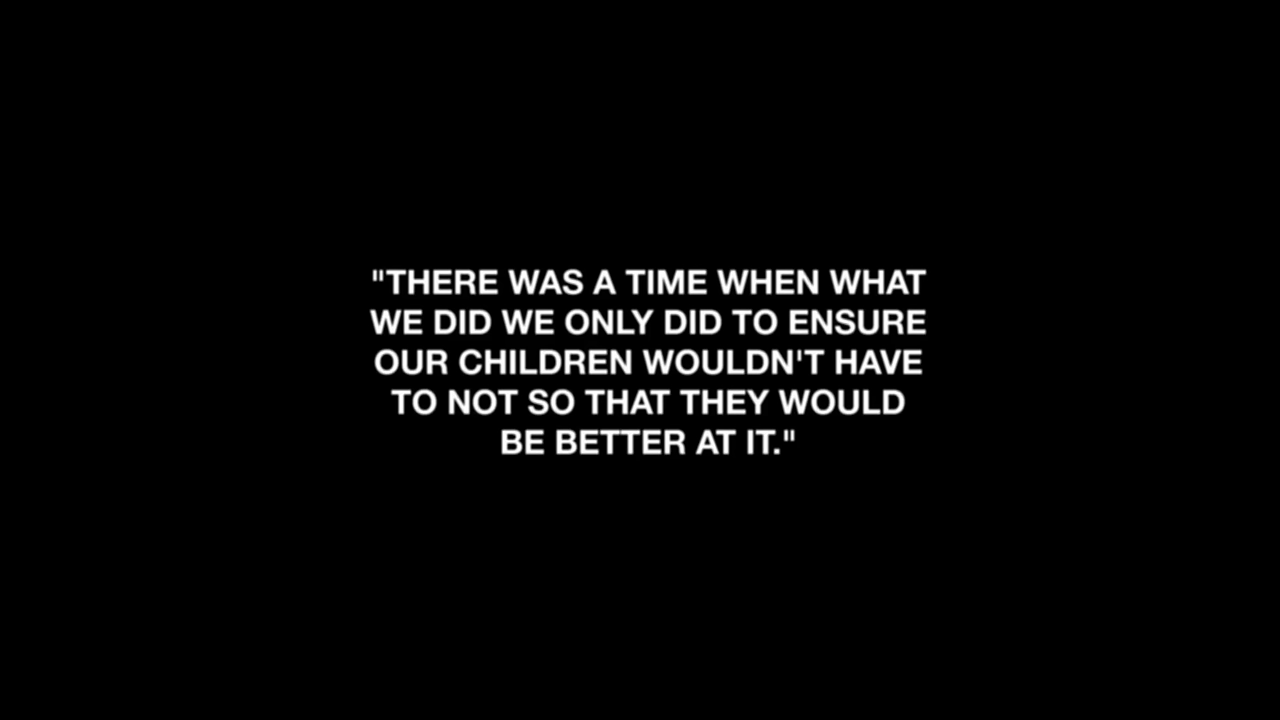 "THERE WAS A TIME WHEN WHAT
WE DID WE ONLY DID TO ENSURE
OUR CHILDREN WOULDN'T HAVE
TO NOT SO THAT THEY WOULD
BE BETTER AT IT."